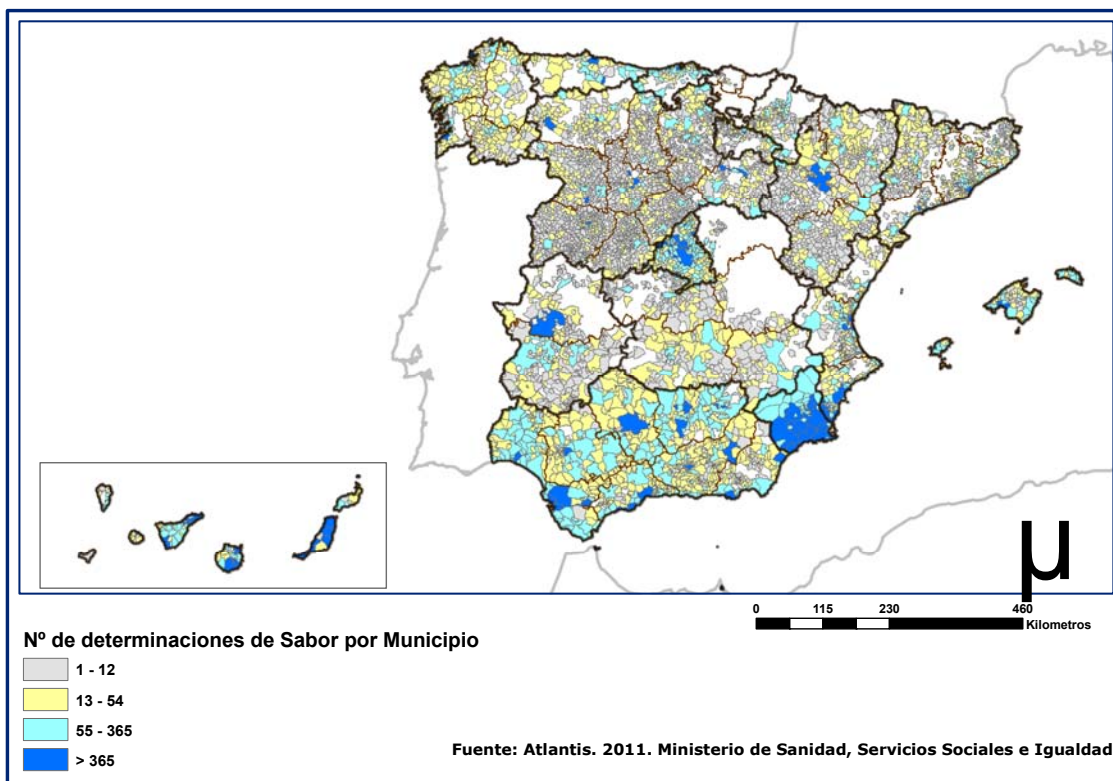 µ
0 115 230 460
Kilometros
Nº de determinaciones de Sabor por Municipio
1 - 12
13 - 54
55 - 365
> 365
Fuente: Atlantis. 2011. Ministerio de Sanidad, Servicios Sociales e Igualdad